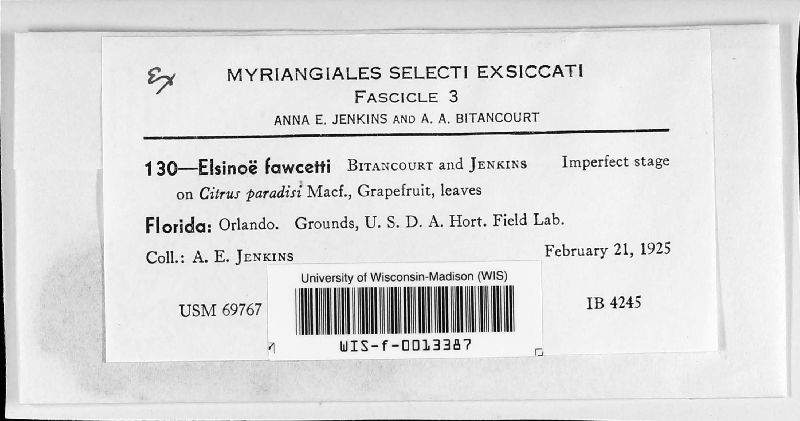 Ex
MYRIANGIALES SELECTI EXSICCATI
FASCICLE 3
ANNA E. JENKINS AND A. A. BITANCOURT
130—Elsinoë fawcetti BITANCOURT and JENKINS Imperfect stage
on Citrus paradisi Macf., Grapefruit, leaves
Florida: Orlando. Grounds, U. S. D. A. Hort. Field Lab.
Coll.: A. E. JENKINS February 21, 1925
USM 69767 IB 4245
University of Wisconsin-Madison (WIS)
WIS-f-0013387